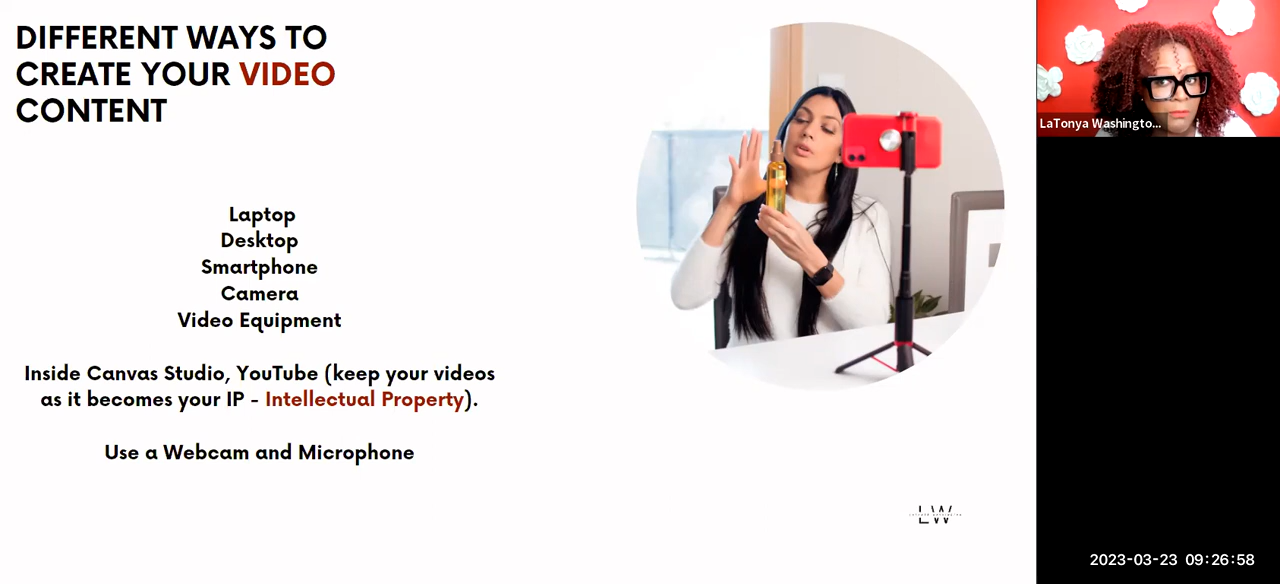 DIFFERENT WAYS TO
CREATE YOUR VIDEO
CONTENT
Laptop
Desktop
Smartphone
Camera
Video Equipment
Inside Canvas Studio, YouTube (keep your videos
as it becomes your IP - Intellectual Property).
Use a Webcam and Microphone
LW
LaTonya Washingto...
2023-03-23 09:26:58